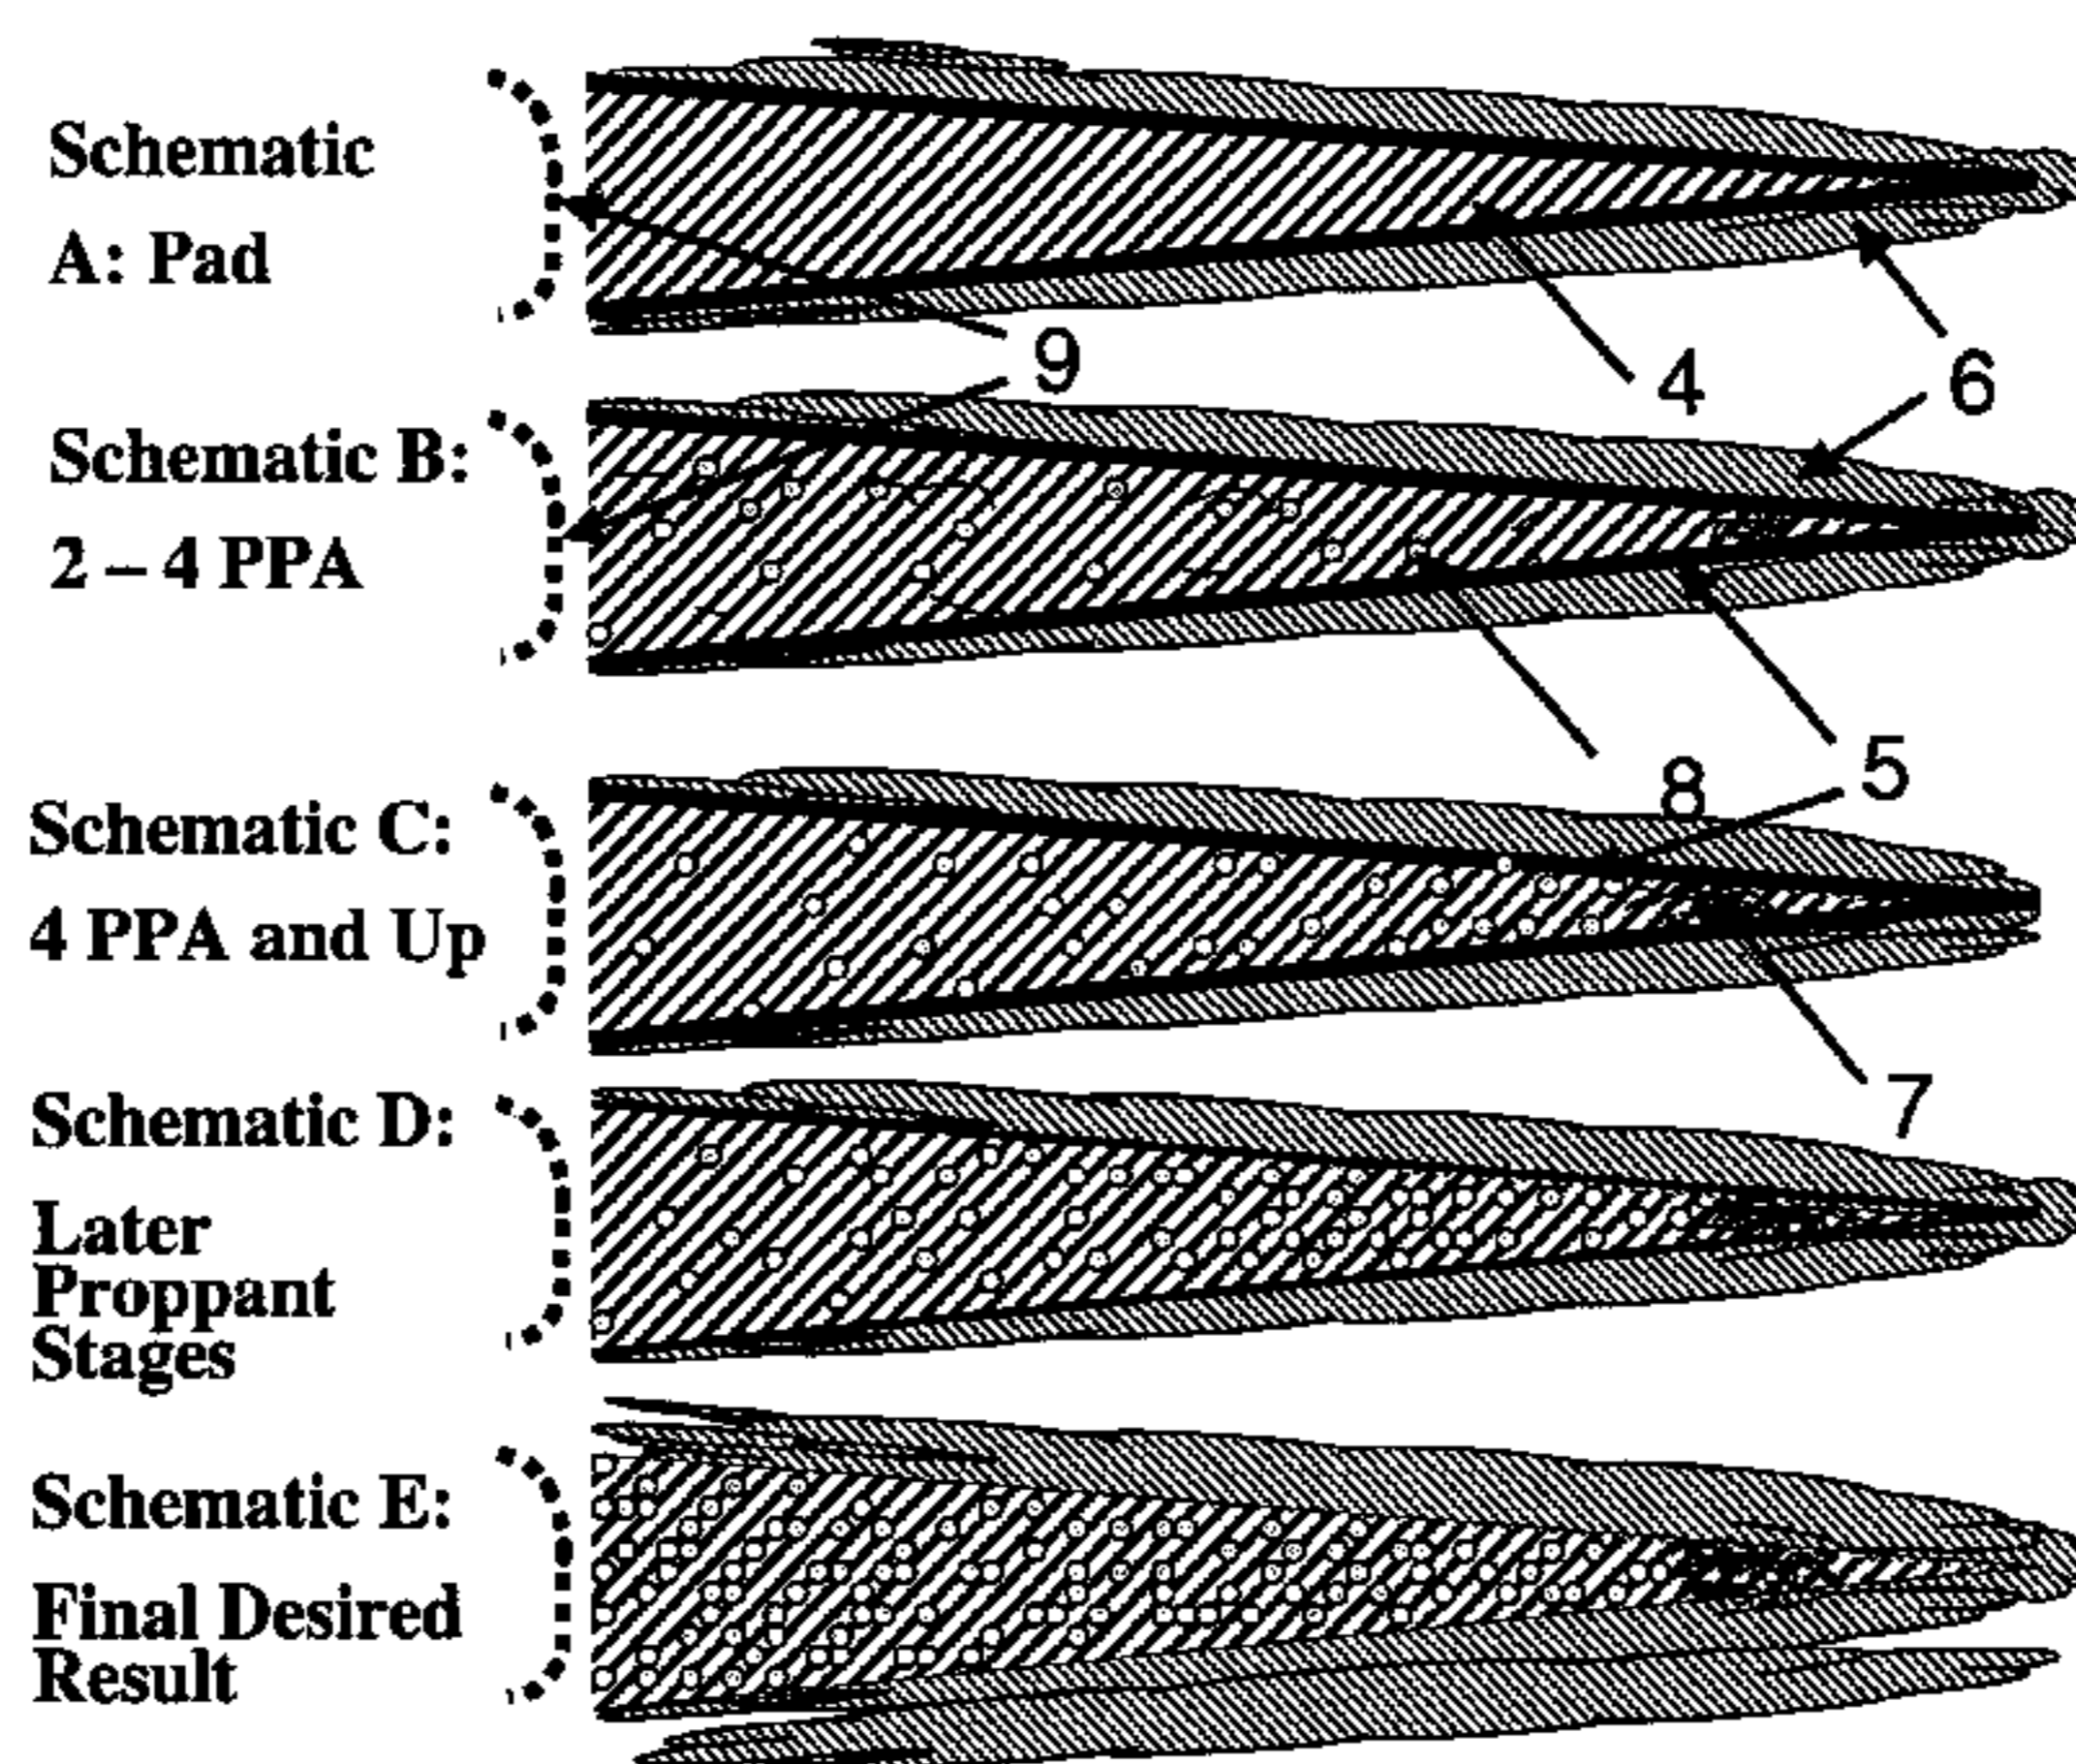 Schematic
A: Pad
9
4
6
Schematic B:
2 – 4 PPA
8
5
Schematic C:
4 PPA and Up
7
Schematic D:
Later
Proppant
Stages
Schematic E:
Final Desired
Result